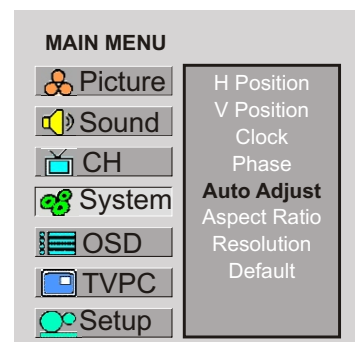 MAIN MENU
Picture
Sound
CH
System
OSD
TVPC
Setup
H Position
V Position
Clock
Phase
Auto Adjust
Aspect Ratio
Resolution
Default